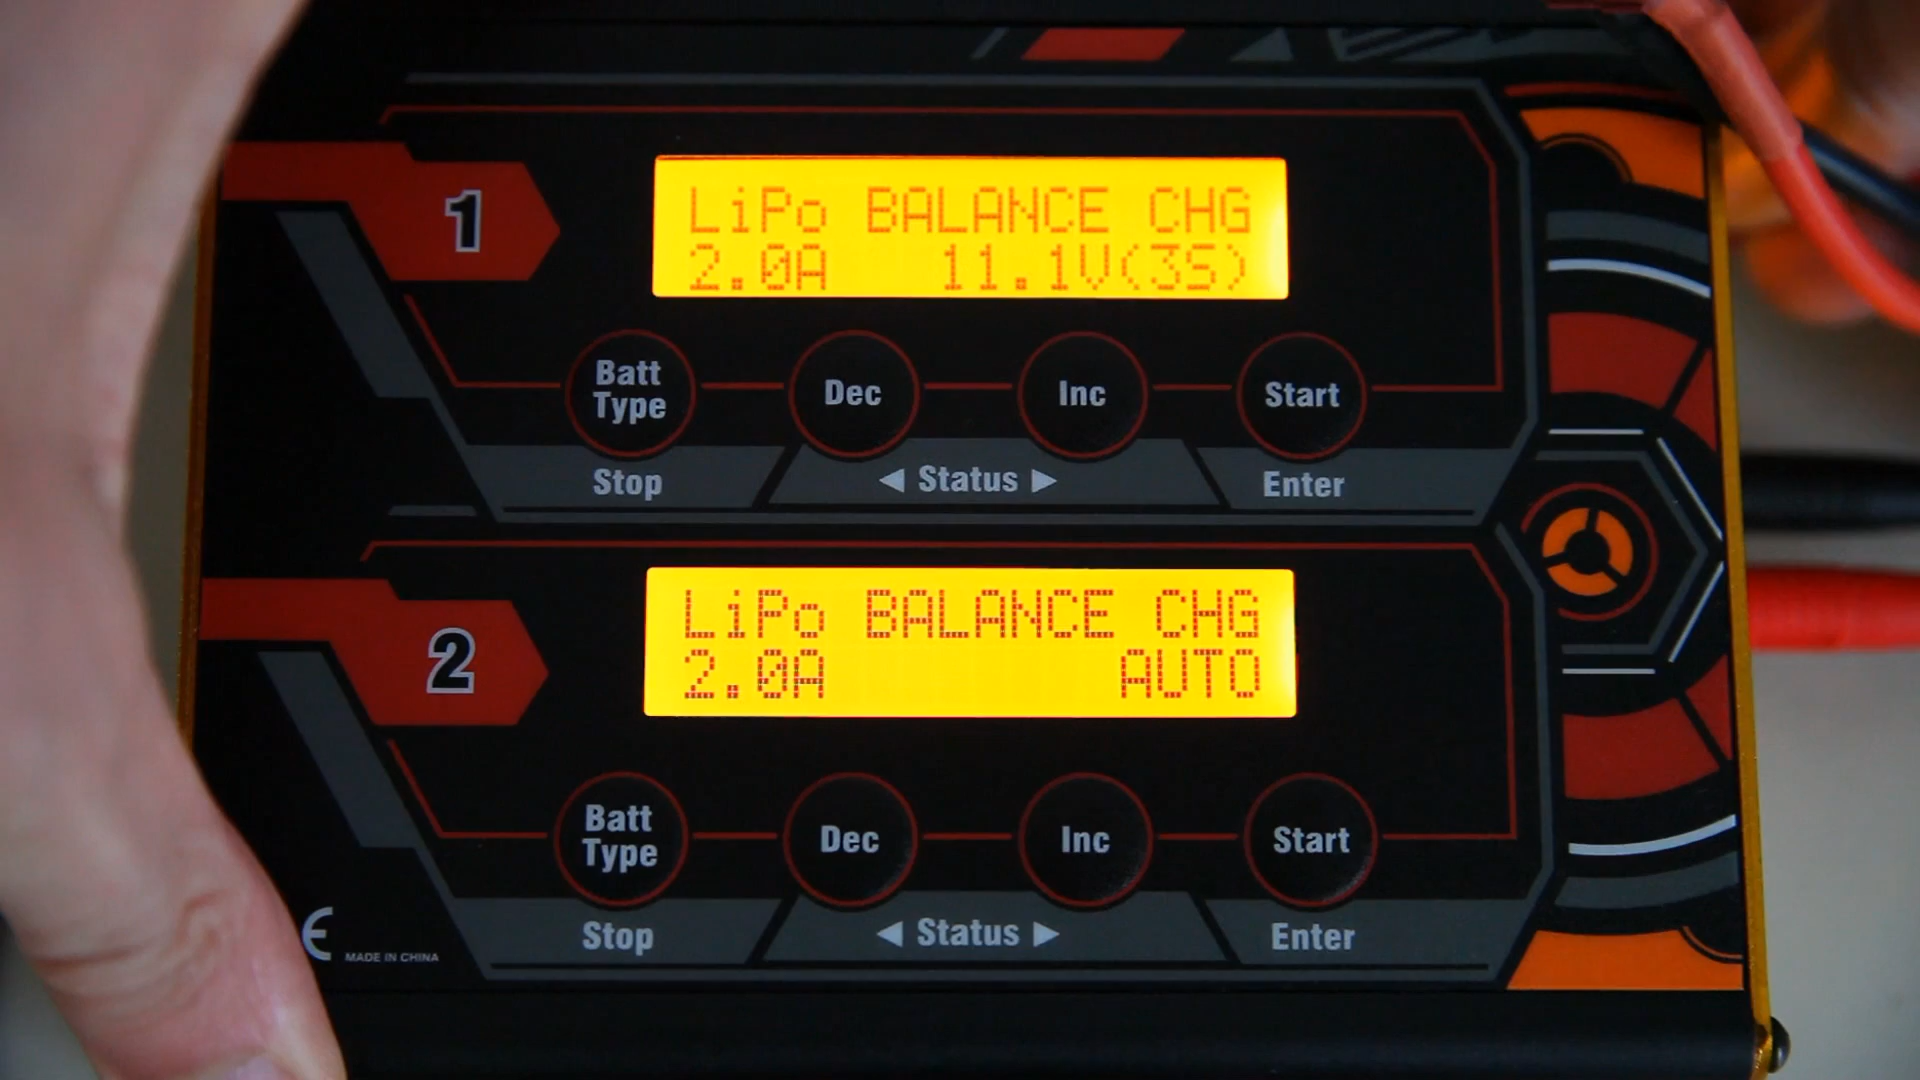 1
LiPo BALANCE CHG
2.0A 11.1V(3S)
Batt Type
Dec
Inc
Start
Stop
◀ Status ▶
Enter
2
LiPo BALANCE CHG
2.0A AUTO
Batt Type
Dec
Inc
Start
Stop
◀ Status ▶
Enter
CE MADE IN CHINA